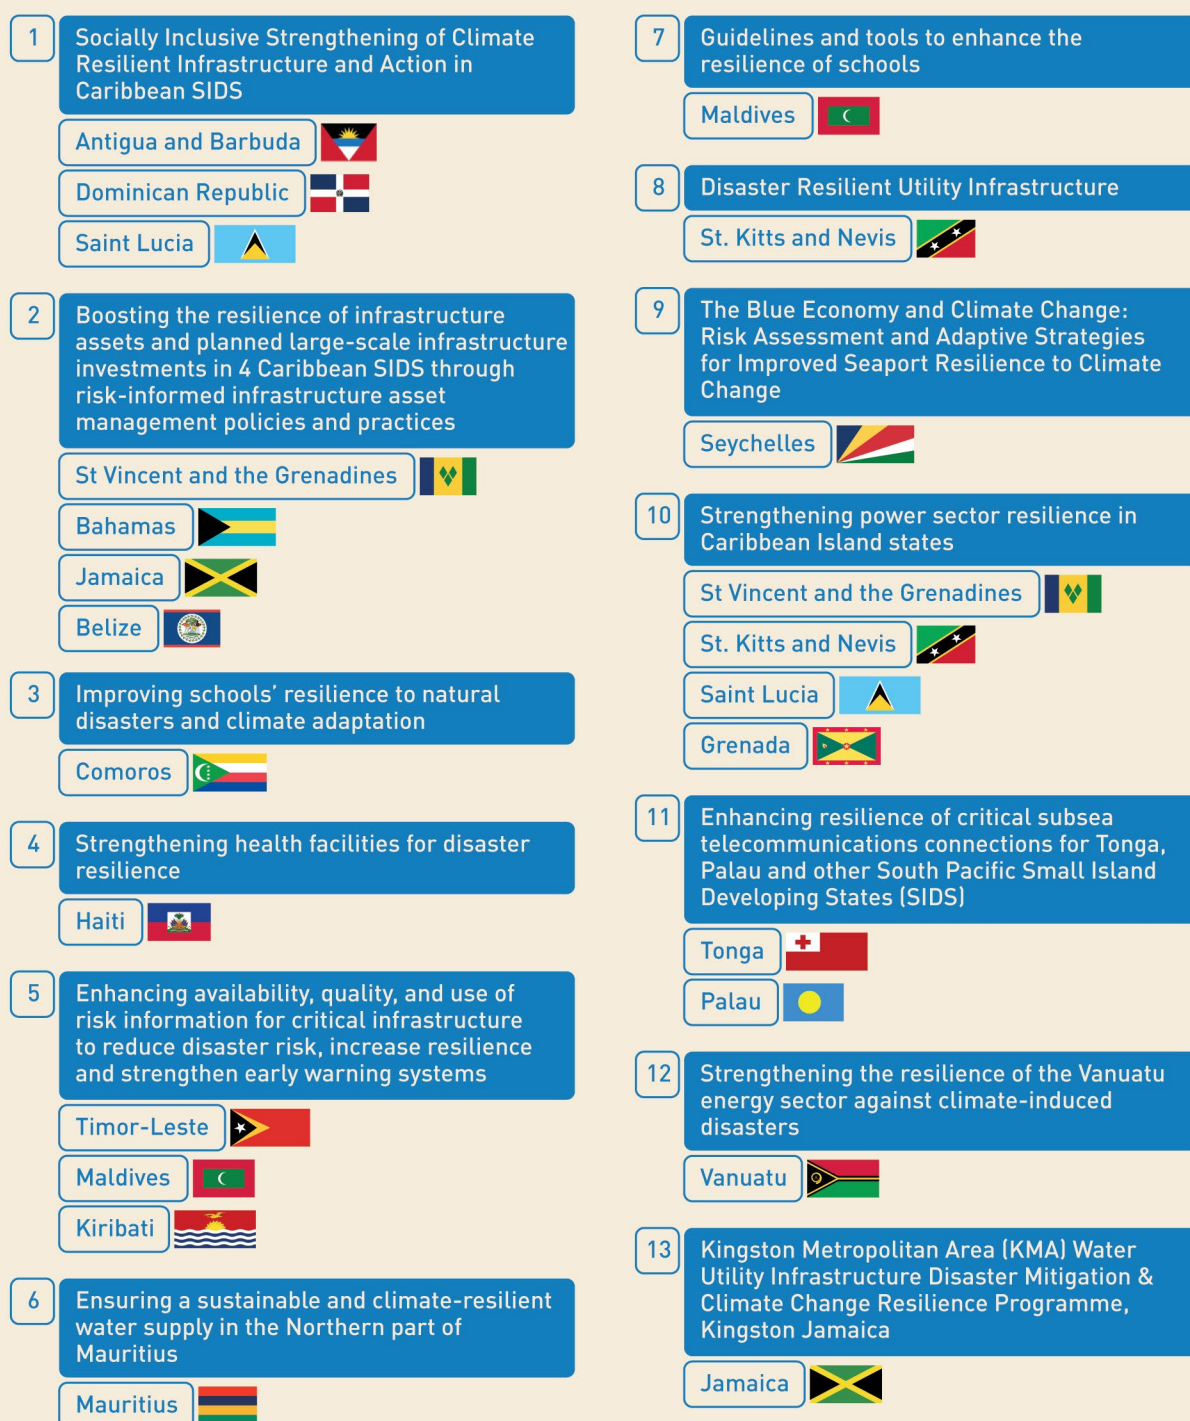 1
Socially Inclusive Strengthening of Climate
Resilient Infrastructure and Action in
Caribbean SIDS
Antigua and Barbuda
Dominican Republic
Saint Lucia
2
Boosting the resilience of infrastructure
assets and planned large-scale infrastructure
investments in 4 Caribbean SIDS through
risk-informed infrastructure asset
management policies and practices
St Vincent and the Grenadines
Bahamas
Jamaica
Belize
3
Improving schools’ resilience to natural
disasters and climate adaptation
Comoros
4
Strengthening health facilities for disaster
resilience
Haiti
5
Enhancing availability, quality, and use of
risk information for critical infrastructure
to reduce disaster risk, increase resilience
and strengthen early warning systems
Timor-Leste
Maldives
Kiribati
6
Ensuring a sustainable and climate-resilient
water supply in the Northern part of
Mauritius
Mauritius
7
Guidelines and tools to enhance the
resilience of schools
Maldives
8
Disaster Resilient Utility Infrastructure
St. Kitts and Nevis
9
The Blue Economy and Climate Change:
Risk Assessment and Adaptive Strategies
for Improved Seaport Resilience to Climate
Change
Seychelles
10
Strengthening power sector resilience in
Caribbean Island states
St Vincent and the Grenadines
St. Kitts and Nevis
Saint Lucia
Grenada
11
Enhancing resilience of critical subsea
telecommunications connections for Tonga,
Palau and other South Pacific Small Island
Developing States (SIDS)
Tonga
Palau
12
Strengthening the resilience of the Vanuatu
energy sector against climate-induced
disasters
Vanuatu
13
Kingston Metropolitan Area (KMA) Water
Utility Infrastructure Disaster Mitigation &
Climate Change Resilience Programme,
Kingston Jamaica
Jamaica